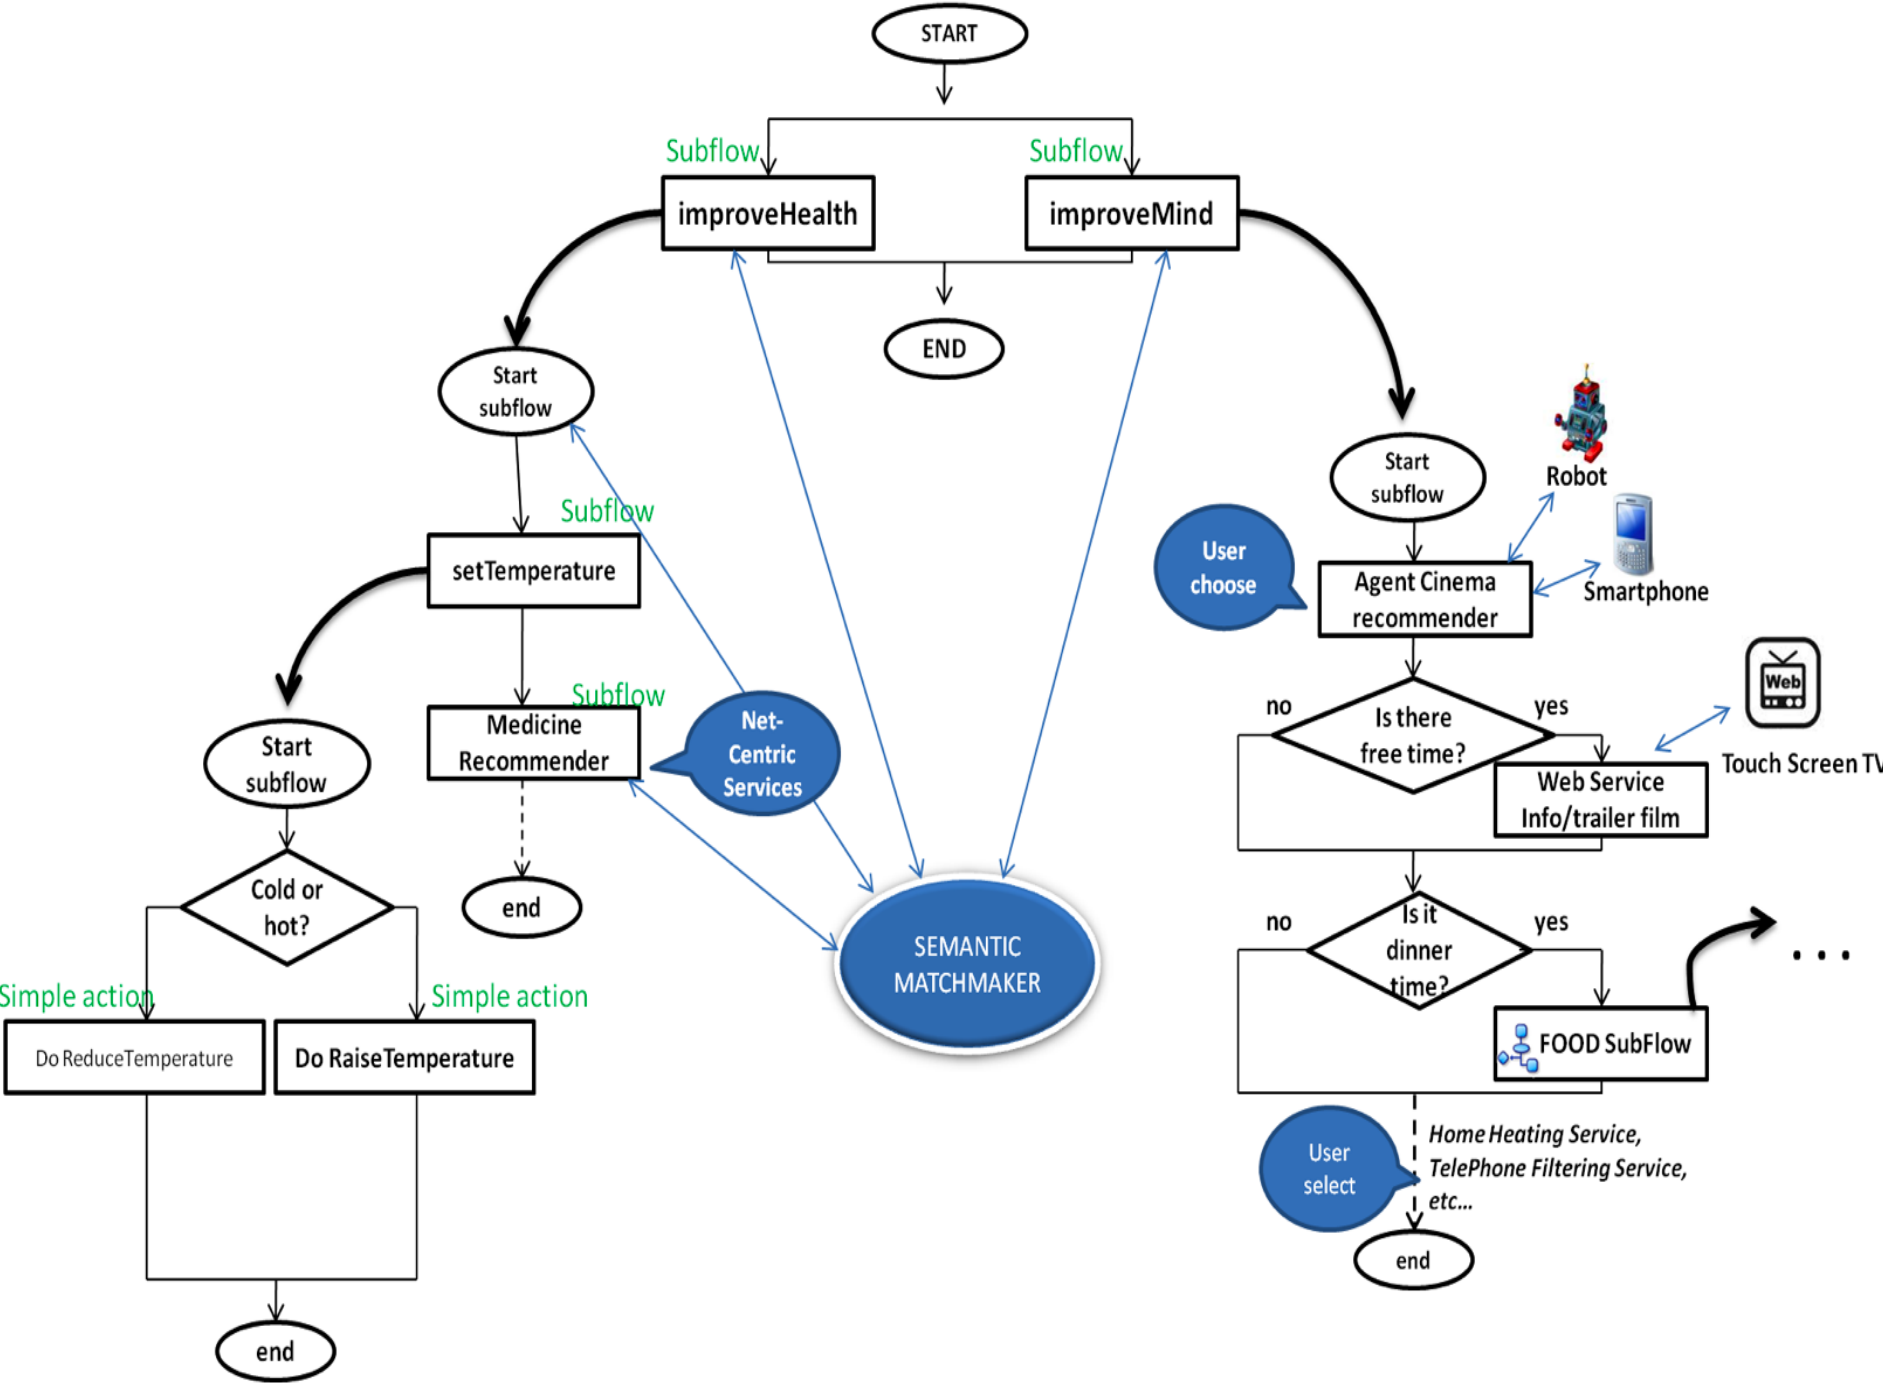 START
Subflow
Subflow
improveHealth
improveMind
END
Start
subflow
Start
subflow
Robot
Subflow
setTemperature
User
choose
Agent Cinema
recommender
Smartphone
Subflow
Medicine
Recommender
Net-
Centric
Services
no
Is there
free time?
yes
Web
Touch Screen TV
Web Service
Info/trailer film
Start
subflow
Cold or
hot?
end
SEMANTIC
MATCHMAKER
no
Is it
dinner
time?
yes
. . .
Simple action
Simple action
Do ReduceTemperature
Do RaiseTemperature
FOOD SubFlow
User
select
Home Heating Service,
TelePhone Filtering Service,
etc...
end
end